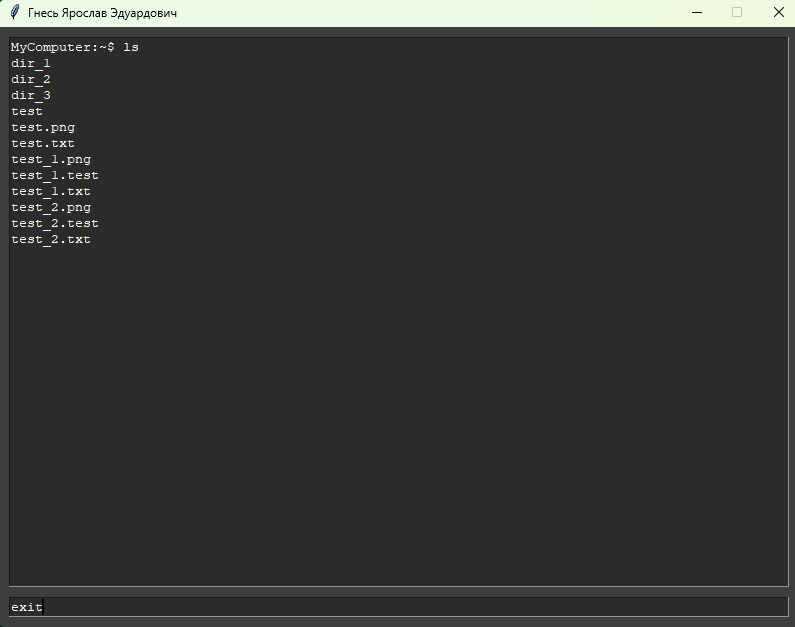 Гнесь Ярослав Эдуардович
MyComputer:~$ ls
dir_1
dir_2
dir_3
test
test.png
test.txt
test_1.png
test_1.test
test_1.txt
test_2.png
test_2.test
test_2.txt
exit